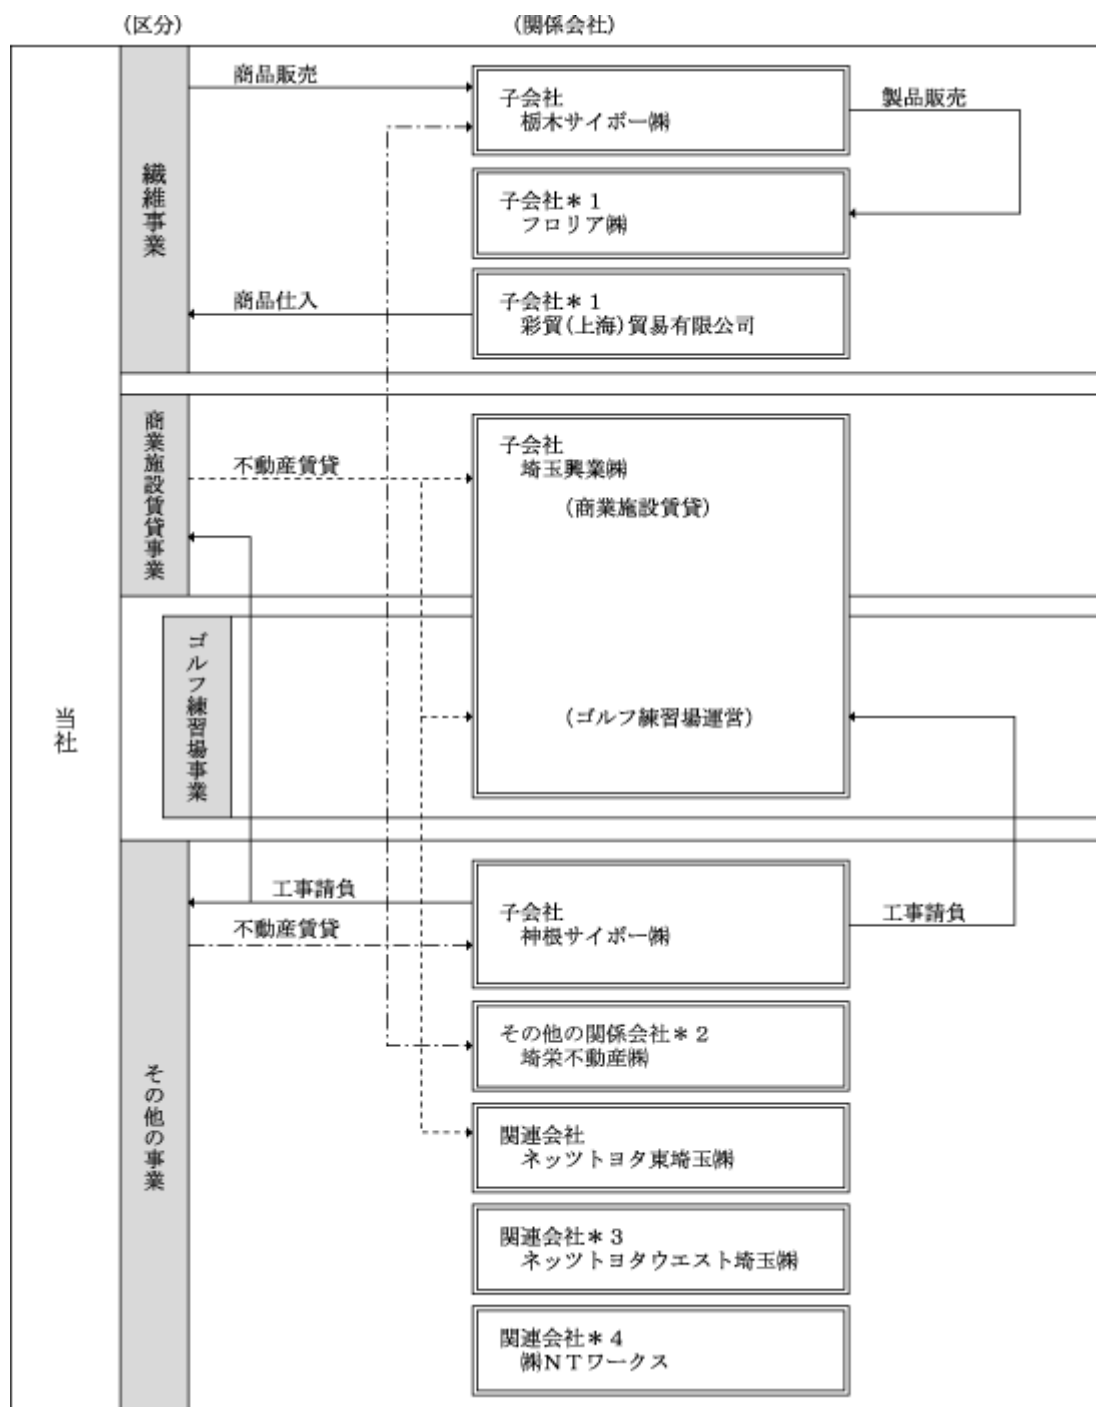 (区分)
(関係会社)
当社
繊維事業
商品販売
子会社
栃木サイボー㈱
製品販売
子会社＊１
フロリア㈱
商品仕入
子会社＊１
彩貿(上海)貿易有限公司
商業施設賃貸事業
不動産賃貸
子会社
埼玉興業㈱
(商業施設賃貸)
ゴルフ練習場事業
(ゴルフ練習場運営)
その他の事業
工事請負
不動産賃貸
子会社
神根サイボー㈱
工事請負
その他の関係会社＊２
埼栄不動産㈱
関連会社
ネッツトヨタ東埼玉㈱
関連会社＊３
ネッツトヨタウエスト埼玉㈱
関連会社＊４
㈱ＮＴワークス